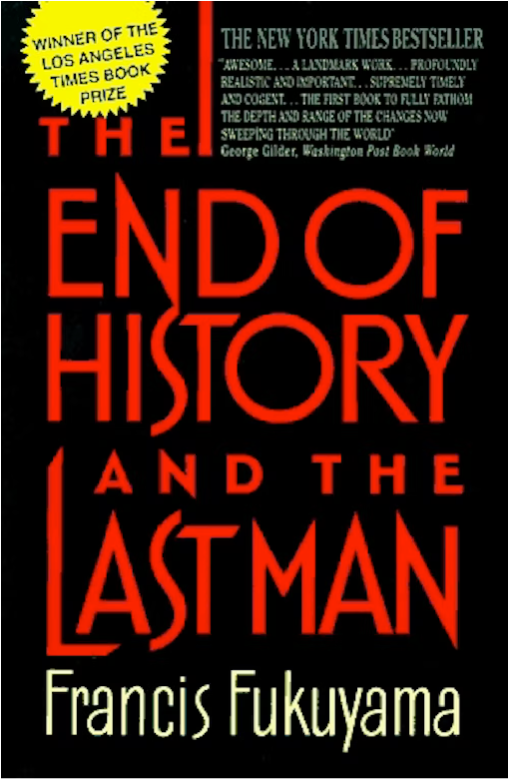 WINNER OF THE
LOS ANGELES
TIMES BOOK
PRIZE
THE NEW YORK TIMES BESTSELLER
"AWESOME... A LANDMARK WORK... PROFOUNDLY
REALISTIC AND IMPORTANT... SUPREMELY TIMELY
AND COGENT... THE FIRST BOOK TO FULLY FATHOM
THE DEPTH AND RANGE OF THE CHANGES NOW
SWEEPING THROUGH THE WORLD"
George Gilder, Washington Post Book World
THE
END OF
HISTORY
AND THE
LAST MAN
Francis Fukuyama